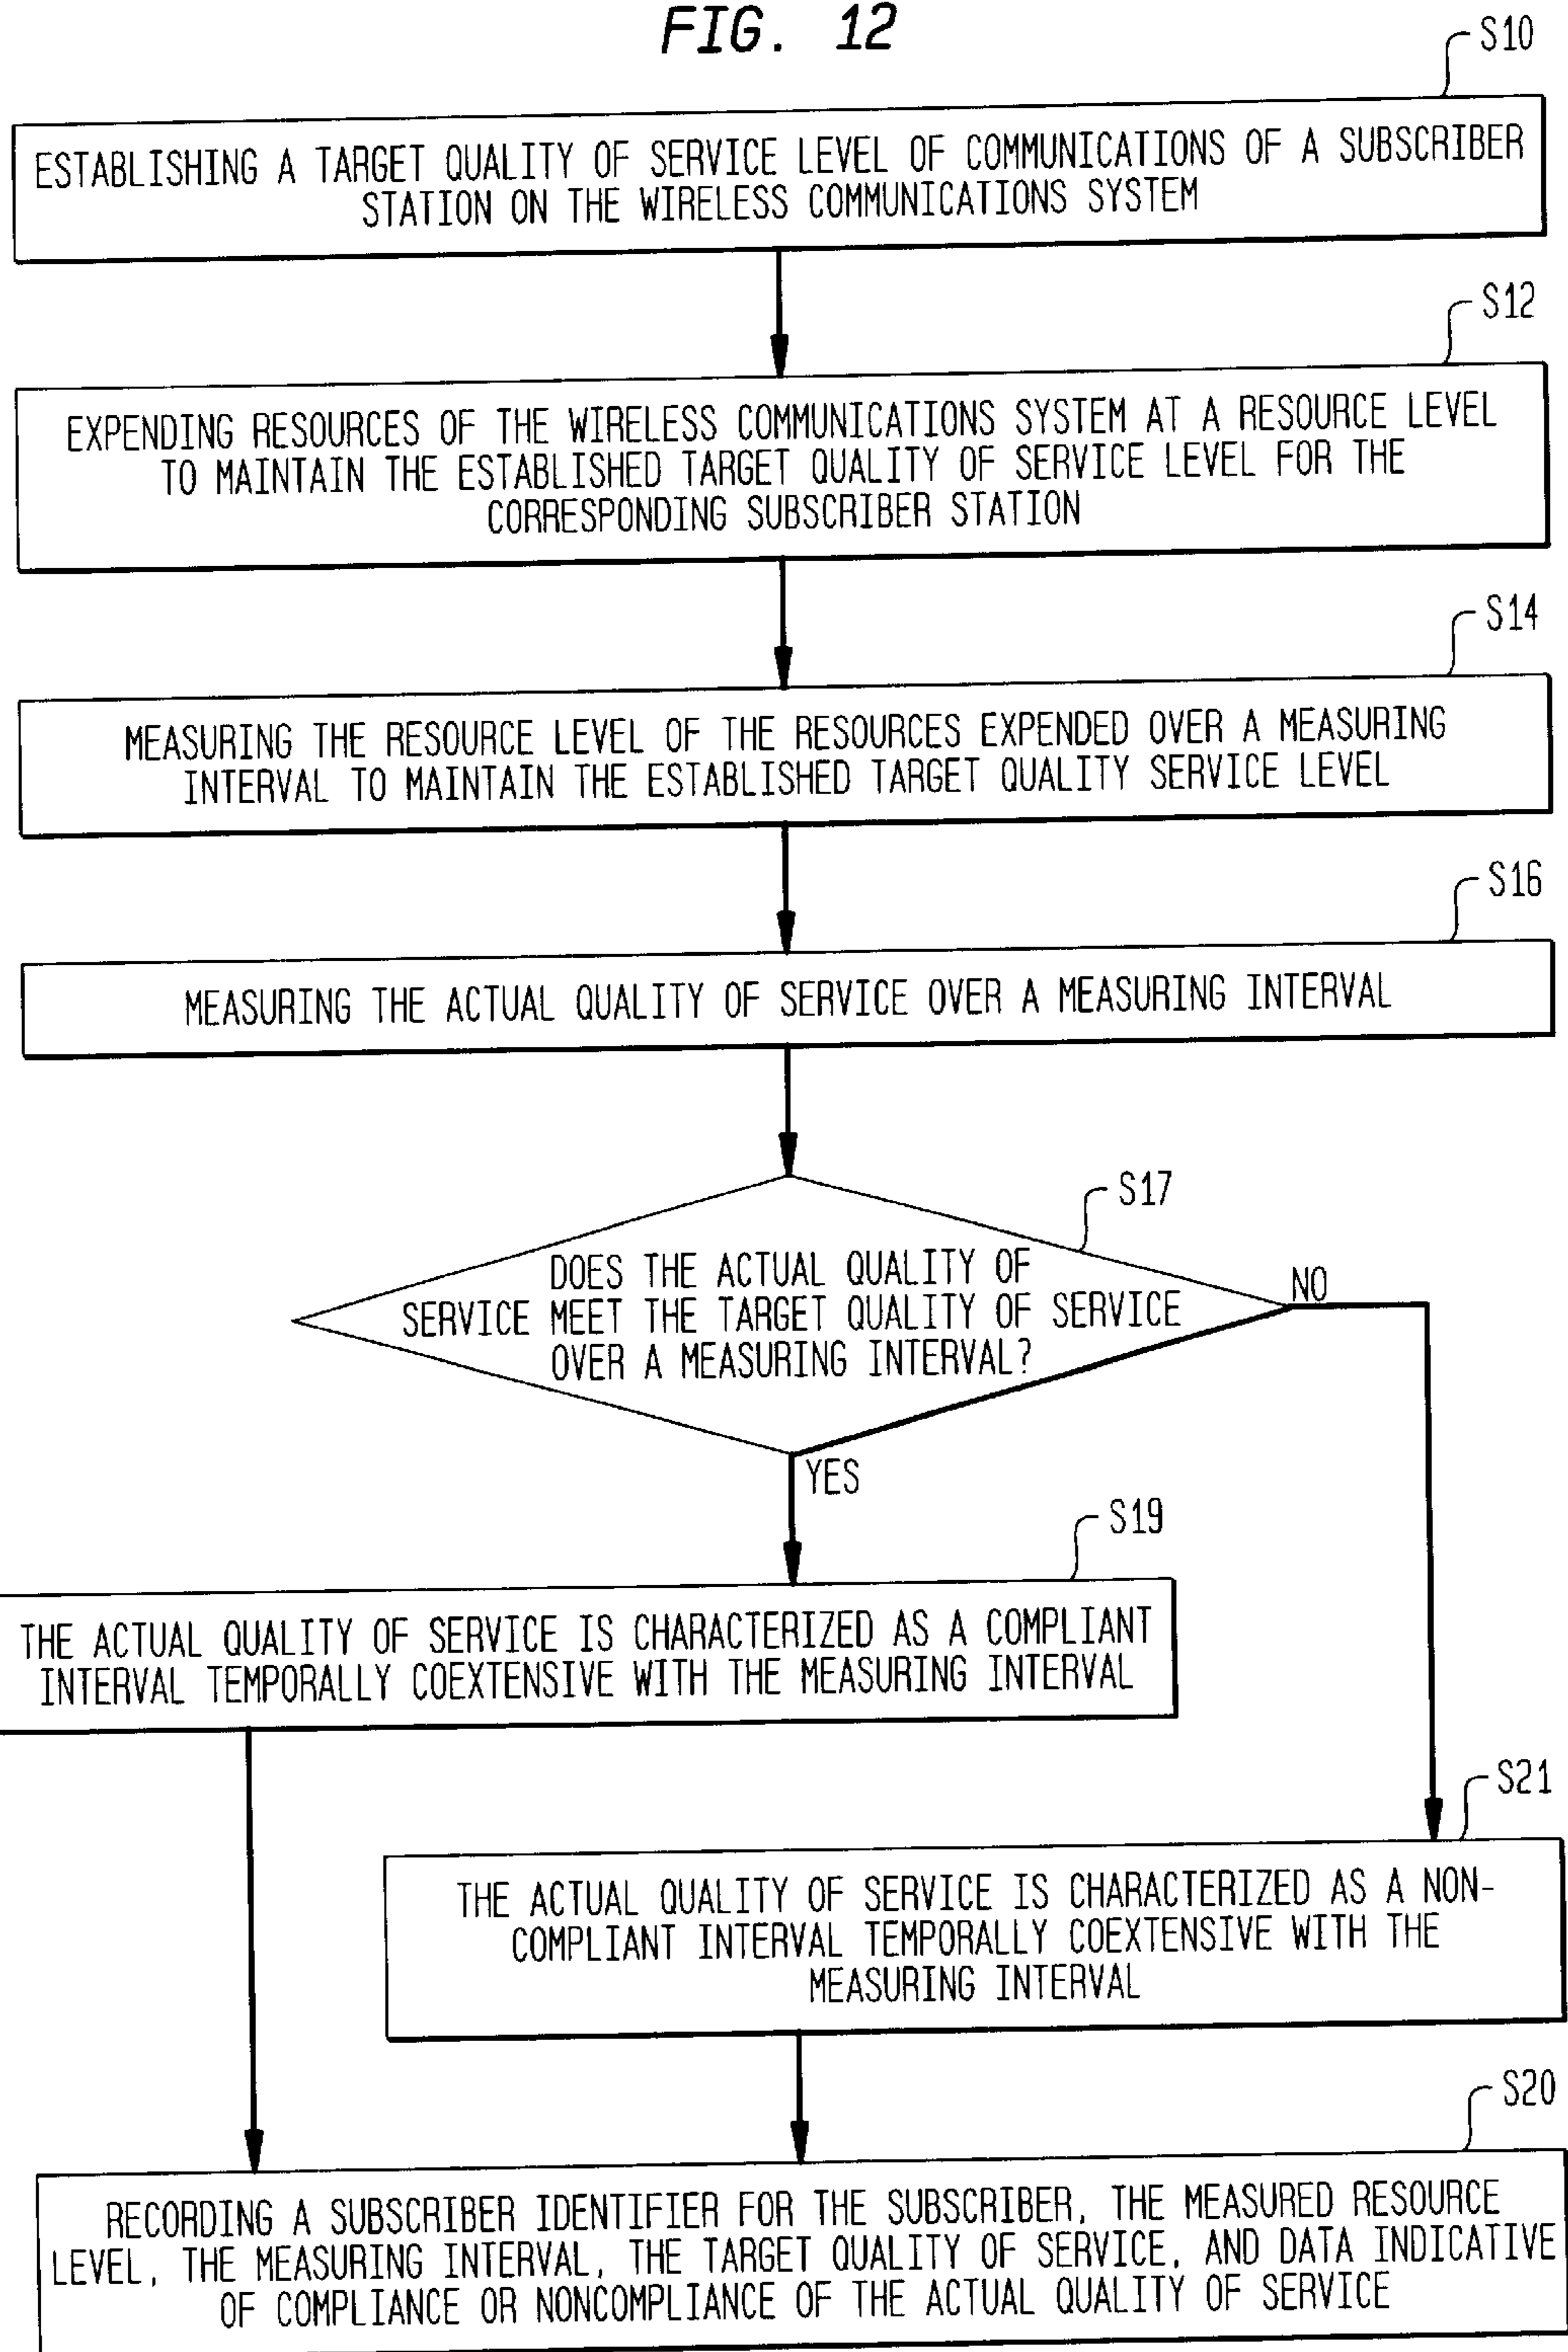 FIG. 12
S10
ESTABLISHING A TARGET QUALITY OF SERVICE LEVEL OF COMMUNICATIONS OF A SUBSCRIBER
STATION ON THE WIRELESS COMMUNICATIONS SYSTEM
S12
EXPENDING RESOURCES OF THE WIRELESS COMMUNICATIONS SYSTEM AT A RESOURCE LEVEL
TO MAINTAIN THE ESTABLISHED TARGET QUALITY OF SERVICE LEVEL FOR THE
CORRESPONDING SUBSCRIBER STATION
S14
MEASURING THE RESOURCE LEVEL OF THE RESOURCES EXPENDED OVER A MEASURING
INTERVAL TO MAINTAIN THE ESTABLISHED TARGET QUALITY SERVICE LEVEL
S16
MEASURING THE ACTUAL QUALITY OF SERVICE OVER A MEASURING INTERVAL
S17
DOES THE ACTUAL QUALITY OF
SERVICE MEET THE TARGET QUALITY OF SERVICE
OVER A MEASURING INTERVAL?
NO
YES
S19
THE ACTUAL QUALITY OF SERVICE IS CHARACTERIZED AS A COMPLIANT
INTERVAL TEMPORALLY COEXTENSIVE WITH THE MEASURING INTERVAL
S21
THE ACTUAL QUALITY OF SERVICE IS CHARACTERIZED AS A NON-
COMPLIANT INTERVAL TEMPORALLY COEXTENSIVE WITH THE
MEASURING INTERVAL
S20
RECORDING A SUBSCRIBER IDENTIFIER FOR THE SUBSCRIBER, THE MEASURED RESOURCE
LEVEL, THE MEASURING INTERVAL, THE TARGET QUALITY OF SERVICE, AND DATA INDICATIVE
OF COMPLIANCE OR NONCOMPLIANCE OF THE ACTUAL QUALITY OF SERVICE